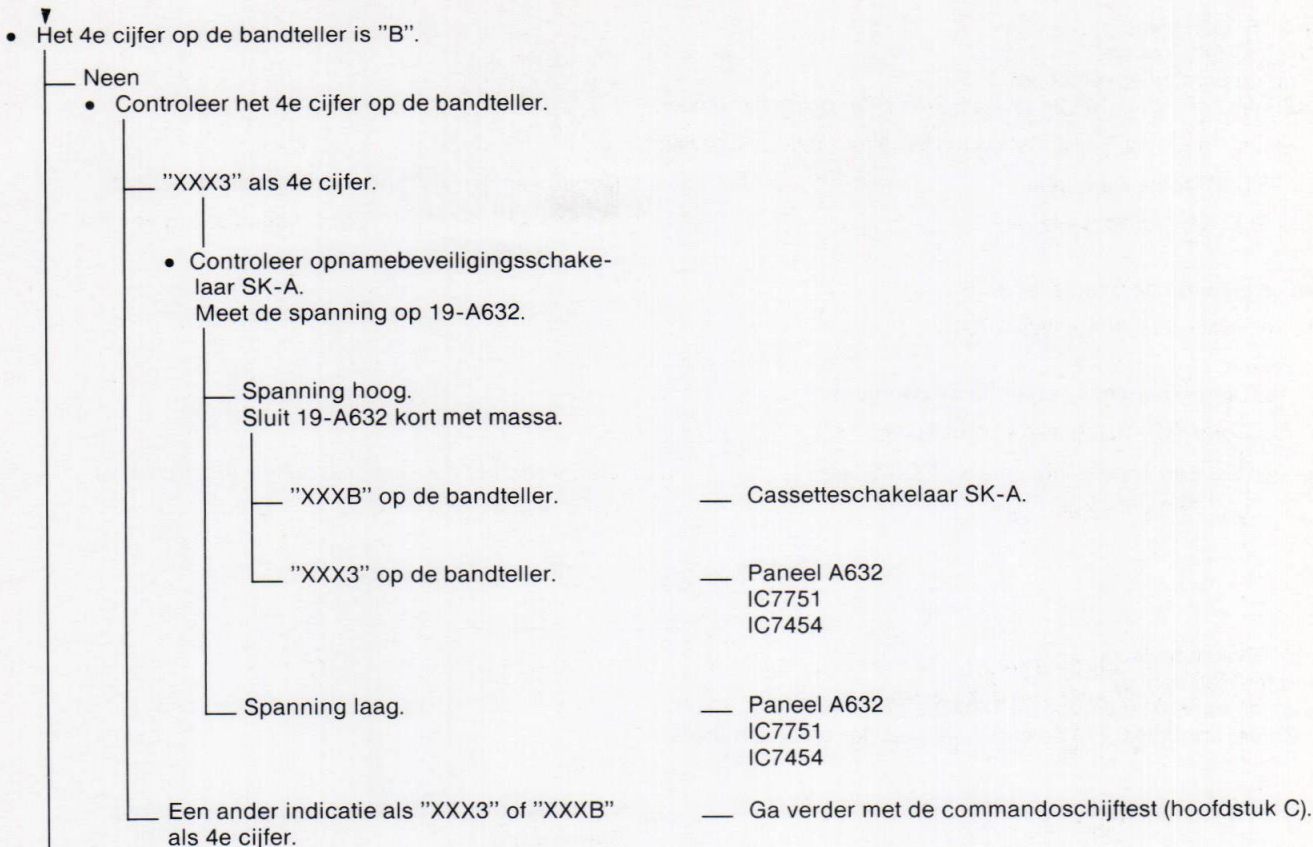 • Het 4e cijfer op de bandteller is "B".
Neen
• Controleer het 4e cijfer op de bandteller.
"XXX3" als 4e cijfer.
• Controleer opnamebeveiligingsschake-
laar SK-A.
Meet de spanning op 19-A632.
Spanning hoog.
Sluit 19-A632 kort met massa.
"XXXB" op de bandteller.
Cassetteschakelaar SK-A.
"XXX3" op de bandteller.
Paneel A632
IC7751
IC7454
Spanning laag.
Paneel A632
IC7751
IC7454
Een ander indicatie als "XXX3" of "XXXB"
als 4e cijfer.
Ga verder met de commandoschijftest (hoofdstuk C).